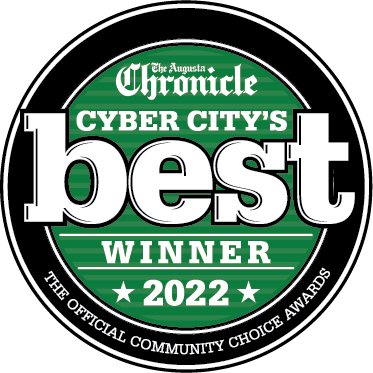 The Augusta
Chronicle
CYBER CITY'S
best
WINNER
★ 2022 ★
THE OFFICIAL COMMUNITY CHOICE AWARDS